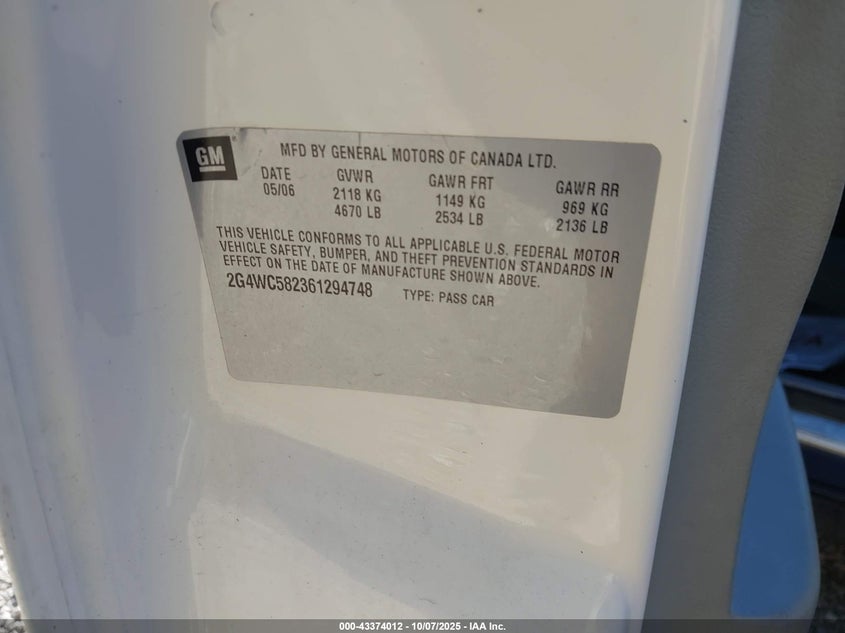 GM
MFD BY GENERAL MOTORS OF CANADA LTD.
DATE GVWR GAWR FRT GAWR RR
05/06 2118 KG 1149 KG 969 KG
4670 LB 2534 LB 2136 LB
THIS VEHICLE CONFORMS TO ALL APPLICABLE U.S. FEDERAL MOTOR
VEHICLE SAFETY, BUMPER, AND THEFT PREVENTION STANDARDS IN
EFFECT ON THE DATE OF MANUFACTURE SHOWN ABOVE.
2G4WC582361294748 TYPE: PASS CAR
000-43374012 - 10/07/2025 - IAA Inc.